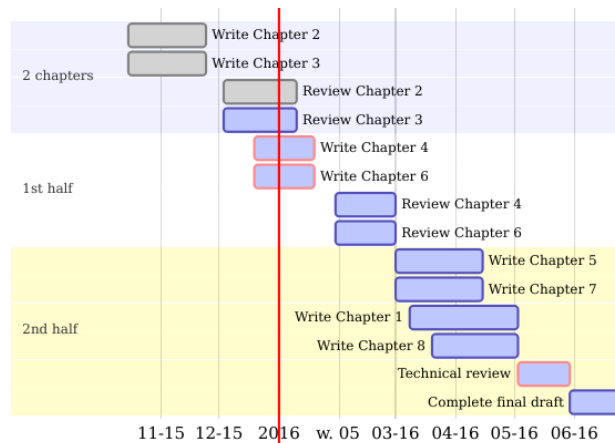 Write Chapter 2
Write Chapter 3
2 chapters
Review Chapter 2
Review Chapter 3
Write Chapter 4
Write Chapter 6
1st half
Review Chapter 4
Review Chapter 6
Write Chapter 5
Write Chapter 7
Write Chapter 1
2nd half
Write Chapter 8
Technical review
Complete final draft
11-15 12-15 2016 w. 05 03-16 04-16 05-16 06-16